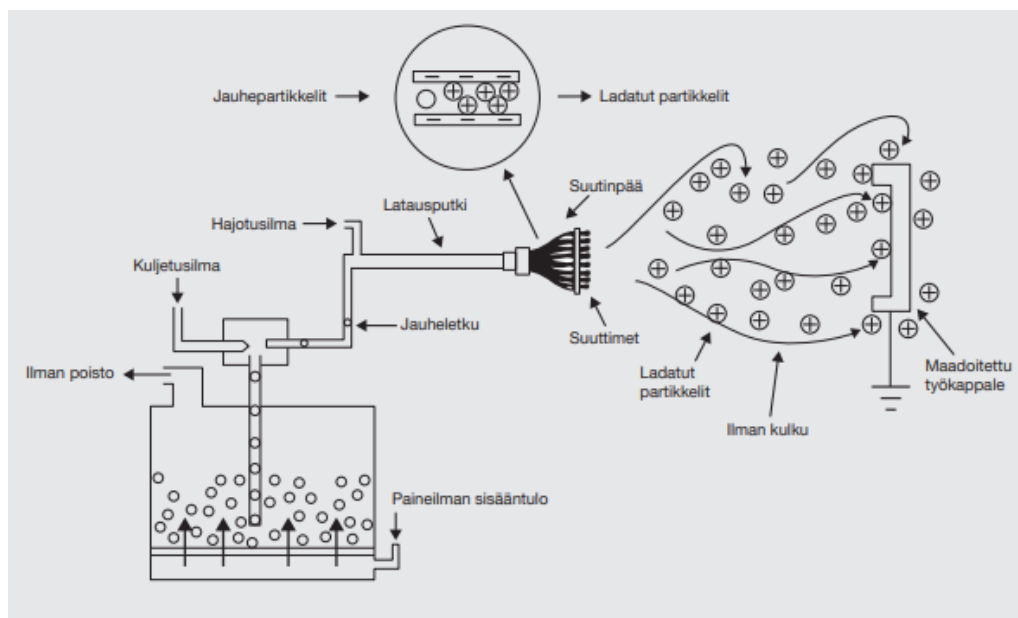 Jauhepartikkelit
Ladatut partikkelit
Suutinpää
Latausputki
Hajotusilma
Kuljetusilma
Jauheletku
Suuttimet
Ilman poisto
Ladatut
partikkelit
Maadoitettu
työkappale
Ilman kulku
Paineilman sisääntulo